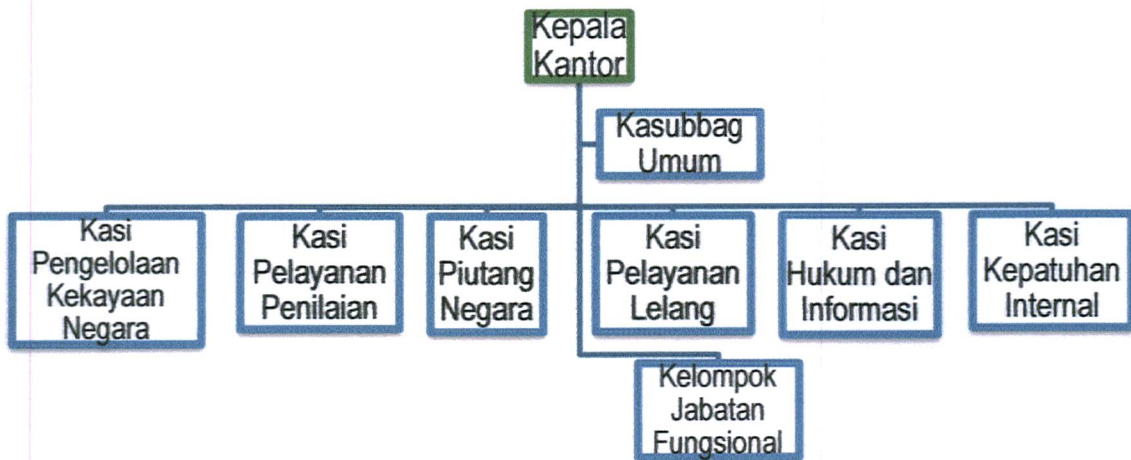 Kepala
Kantor
Kasubbag
Umum
Kasi
Pengelolaan
Kekayaan
Negara
Kasi
Pelayanan
Penilaian
Kasi
Piutang
Negara
Kasi
Pelayanan
Lelang
Kasi
Hukum dan
Informasi
Kasi
Kepatuhan
Internal
Kelompok
Jabatan
Fungsional